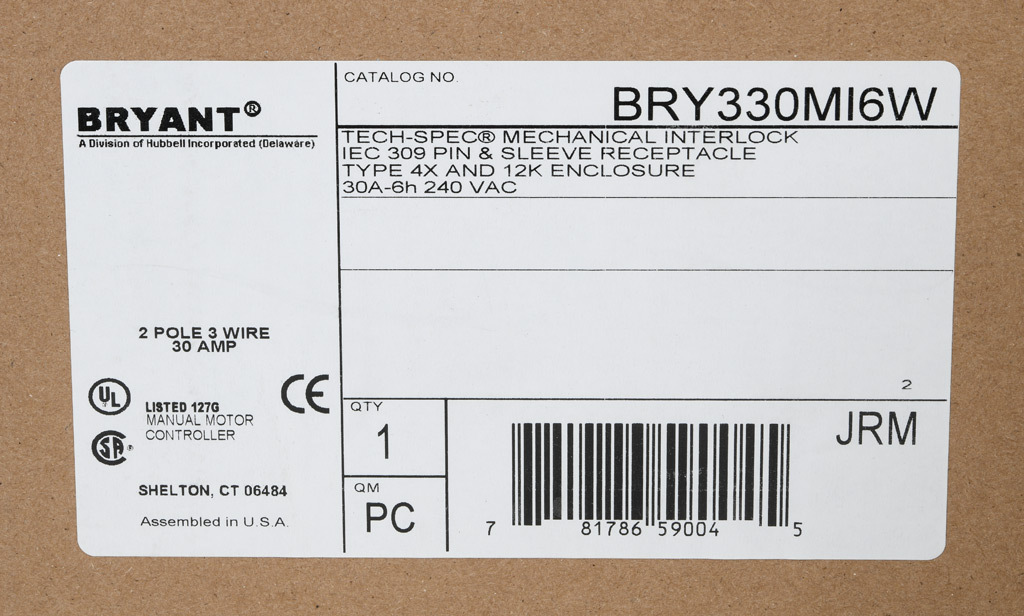 BRYANT®
A Division of Hubbell Incorporated (Delaware)
CATALOG NO.
BRY330MI6W
TECH-SPEC® MECHANICAL INTERLOCK
IEC 309 PIN & SLEEVE RECEPTACLE
TYPE 4X AND 12K ENCLOSURE
30A-6h 240 VAC
2 POLE 3 WIRE
30 AMP
UL
CE
LISTED 127G
MANUAL MOTOR
CONTROLLER
SA®
SHELTON, CT 06484
Assembled in U.S.A.
2
QTY
1
QM
PC
JRM
7 81786 59004 5